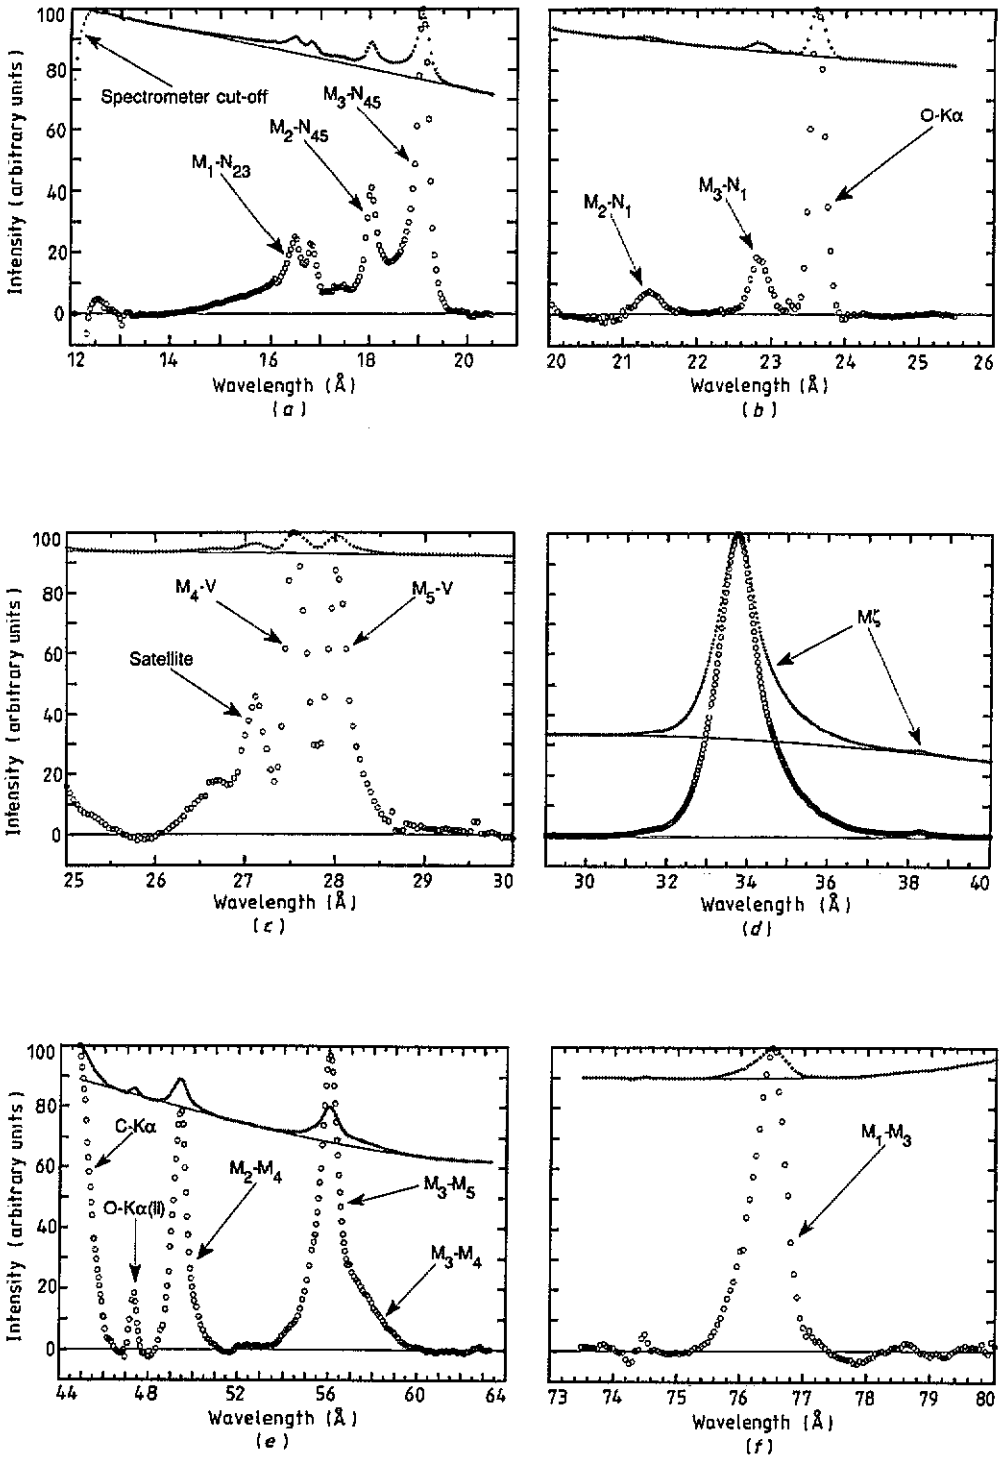 100
80
60
40
20
0
Intensity (arbitrary units)
Spectrometer cut-off
M₃-N₄₅
M₂-N₄₅
M₁-N₂₃
12 14 16 18 20
Wavelength (Å)
(a)
M₂-N₁
M₃-N₁
O-Kα
20 21 22 23 24 25 26
Wavelength (Å)
(b)
100
80
60
40
20
0
Intensity (arbitrary units)
M₄-V
M₅-V
Satellite
25 26 27 28 29 30
Wavelength (Å)
(c)
Mζ
30 32 34 36 38 40
Wavelength (Å)
(d)
100
80
60
40
20
0
Intensity (arbitrary units)
C-Kα
O-Kα(ii)
M₂-M₄
M₃-M₅
M₃-M₄
44 48 52 56 60 64
Wavelength (Å)
(e)
M₁-M₃
73 74 75 76 77 78 79 80
Wavelength (Å)
(f)